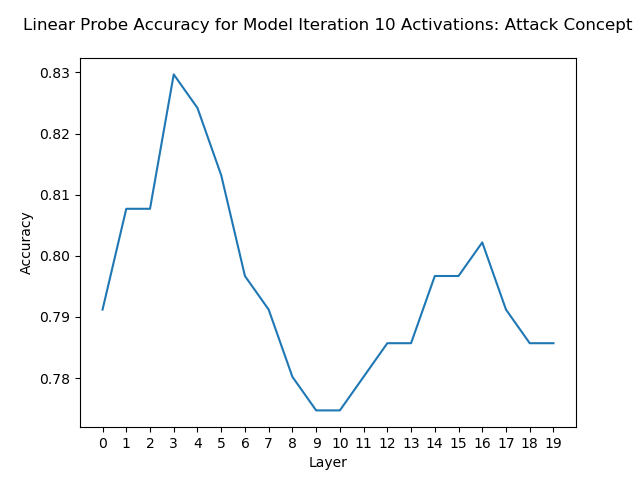 Linear Probe Accuracy for Model Iteration 10 Activations: Attack Concept
0.83
0.82
0.81
0.80
0.79
0.78
Accuracy
0 1 2 3 4 5 6 7 8 9 10 11 12 13 14 15 16 17 18 19
Layer